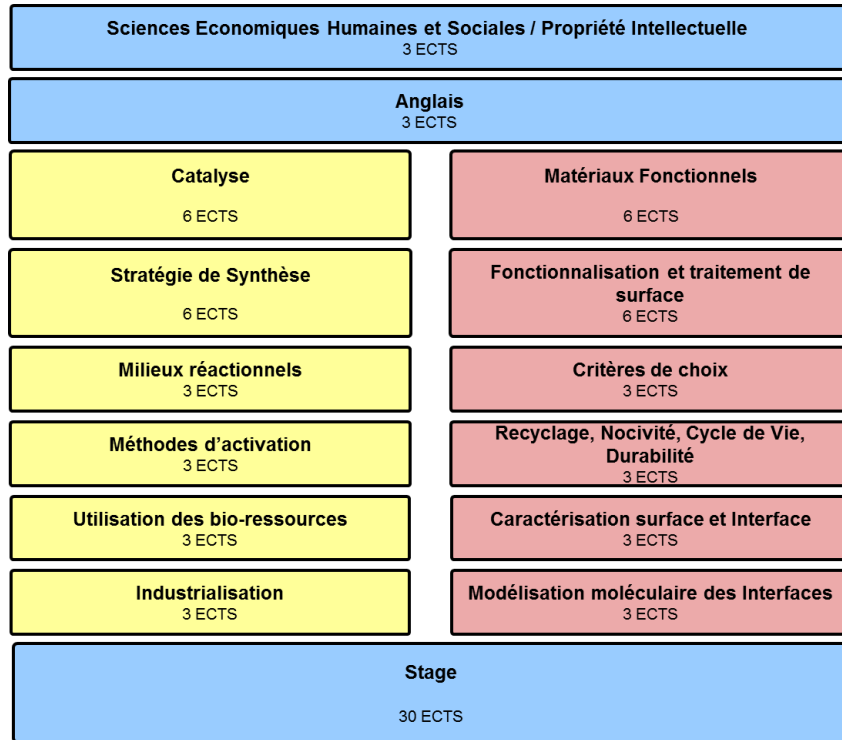 Sciences Economiques Humaines et Sociales / Propriété Intellectuelle
3 ECTS
Anglais
3 ECTS
Catalyse
6 ECTS
Matériaux Fonctionnels
6 ECTS
Stratégie de Synthèse
6 ECTS
Fonctionnalisation et traitement de
surface
6 ECTS
Milieux réactionnels
3 ECTS
Critères de choix
3 ECTS
Méthodes d’activation
3 ECTS
Recyclage, Nocivité, Cycle de Vie,
Durabilité
3 ECTS
Utilisation des bio-ressources
3 ECTS
Caractérisation surface et Interface
3 ECTS
Industrialisation
3 ECTS
Modélisation moléculaire des Interfaces
3 ECTS
Stage
30 ECTS